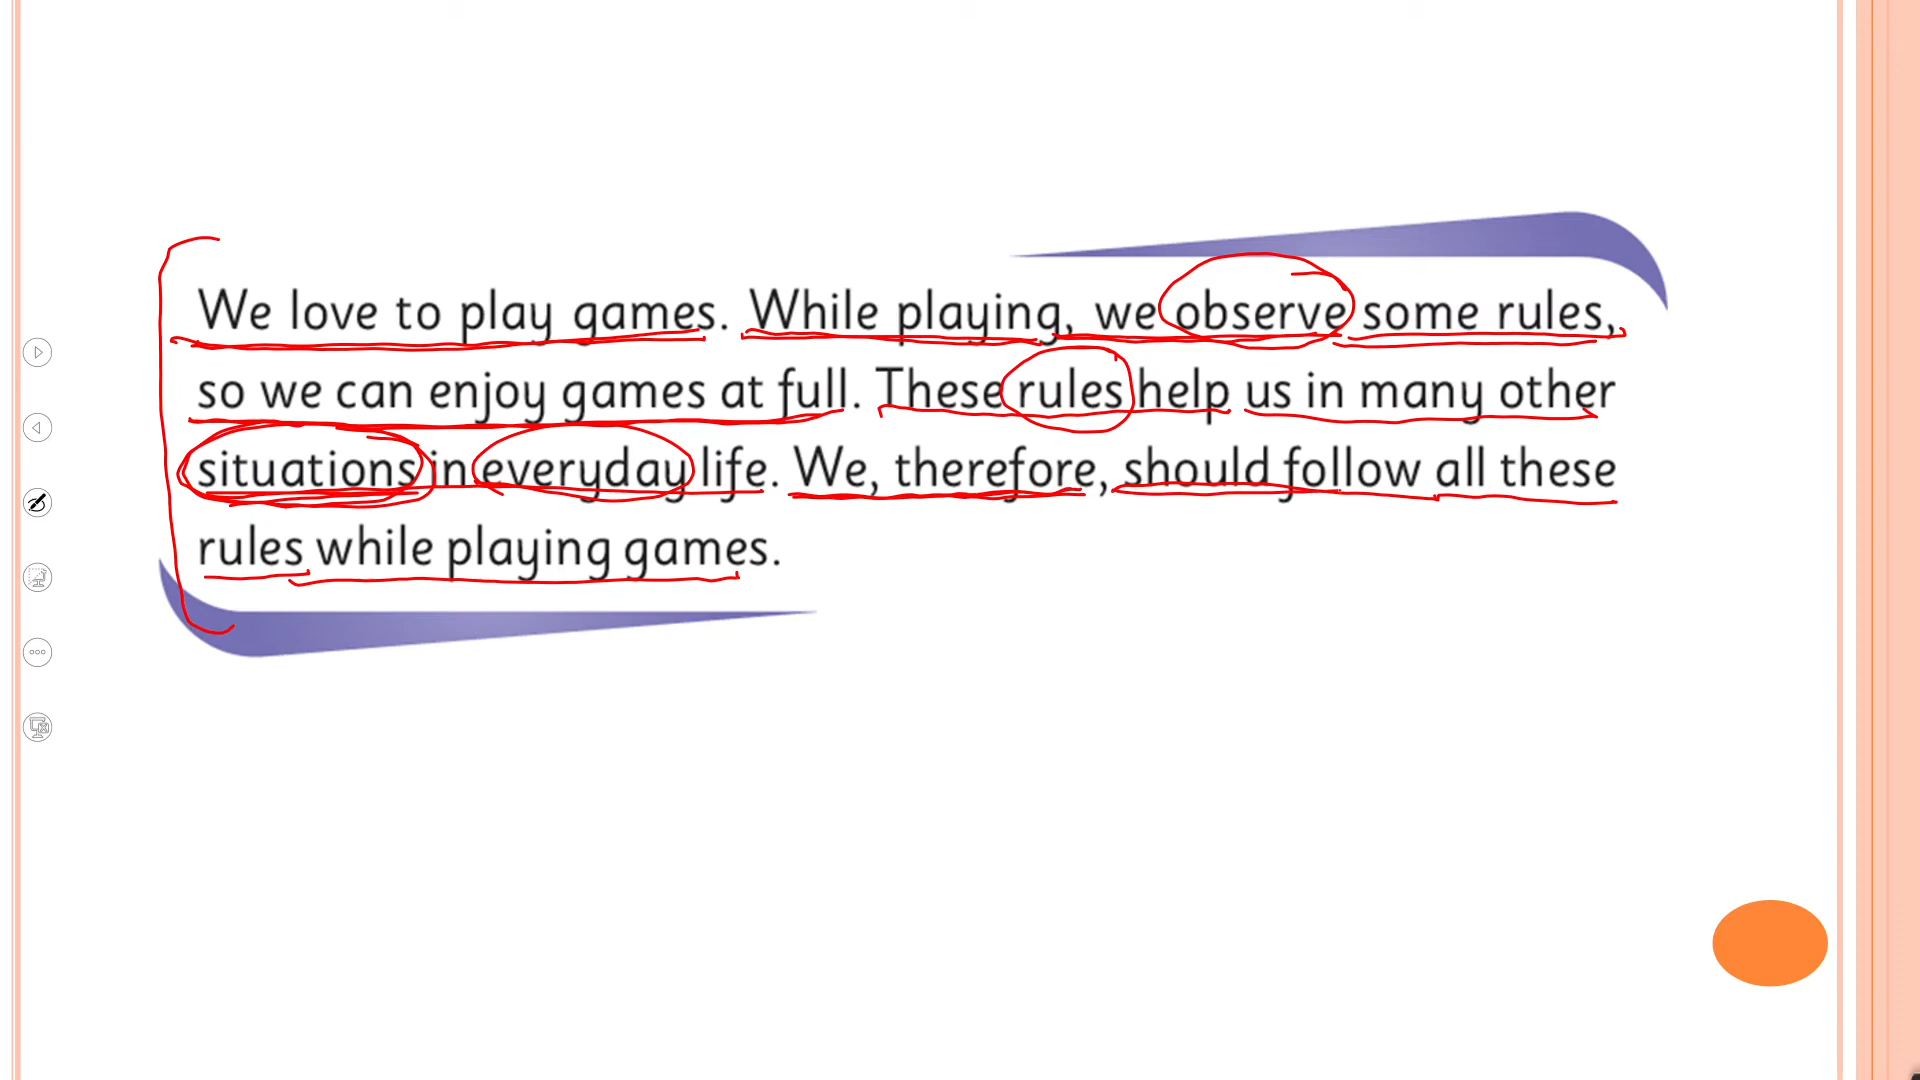 We love to play games. While playing, we observe some rules,
so we can enjoy games at full. These rules help us in many other
situations in everyday life. We, therefore, should follow all these
rules while playing games.